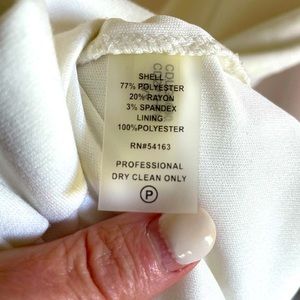 SHELL
77% POLYESTER
20% RAYON
3% SPANDEX
LINING
100%POLYESTER
RN#54163
PROFESSIONAL
DRY CLEAN ONLY
P